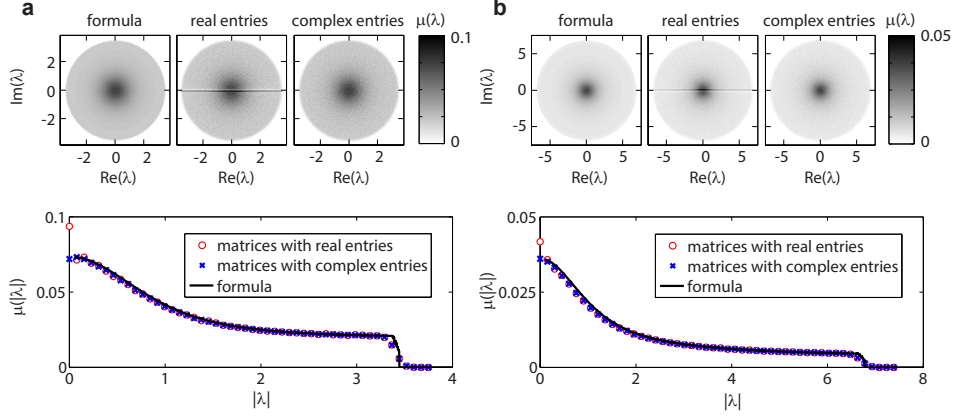 a
formula
real entries
complex entries
μ(λ)
0.1
0
Im(λ)
2
0
-2
-2 0 2
-2 0 2
-2 0 2
Re(λ)
Re(λ)
Re(λ)
b
formula
real entries
complex entries
μ(λ)
0.05
0
Im(λ)
5
0
-5
-5 0 5
-5 0 5
-5 0 5
Re(λ)
Re(λ)
Re(λ)
0.1
0.05
0
μ(|λ|)
matrices with real entries
matrices with complex entries
formula
0 1 2 3 4
|λ|
0.05
0.025
0
μ(|λ|)
matrices with real entries
matrices with complex entries
formula
0 2 4 6 8
|λ|